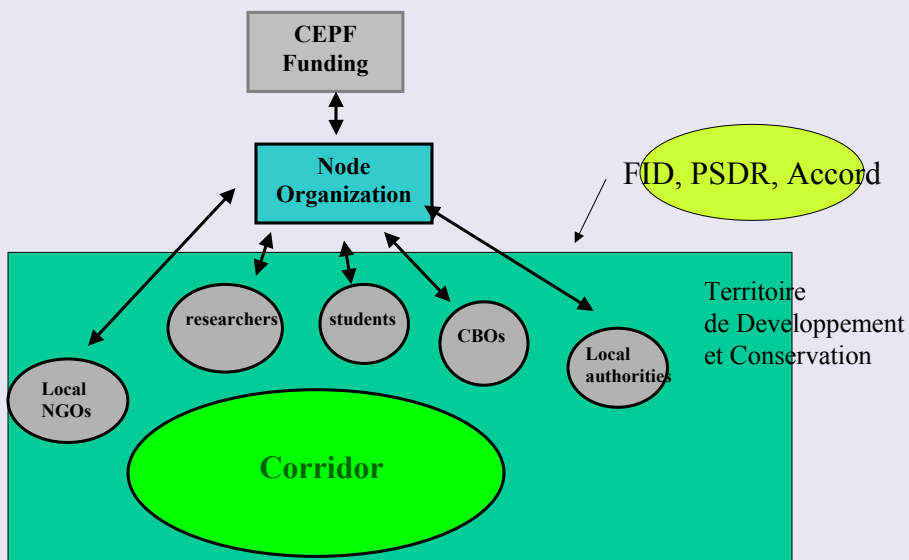 CEPF
Funding
Node
Organization
FID, PSDR, Accord
Territoire
de Developpement
et Conservation
researchers
students
CBOs
Local
authorities
Local
NGOs
Corridor